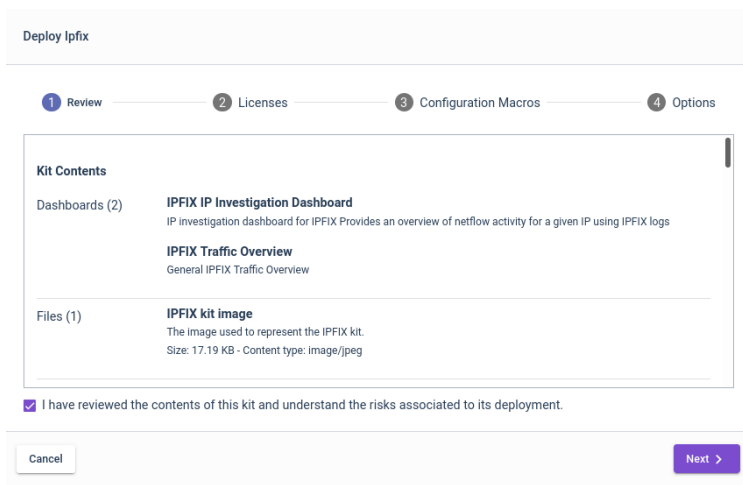 Deploy Ipfix
1 Review 2 Licenses 3 Configuration Macros 4 Options
Kit Contents
Dashboards (2) IPFIX IP Investigation Dashboard
IP investigation dashboard for IPFIX Provides an overview of netflow activity for a given IP using IPFIX logs
IPFIX Traffic Overview
General IPFIX Traffic Overview
Files (1) IPFIX kit image
The image used to represent the IPFIX kit.
Size: 17.19 KB - Content type: image/jpeg
I have reviewed the contents of this kit and understand the risks associated to its deployment.
Cancel Next